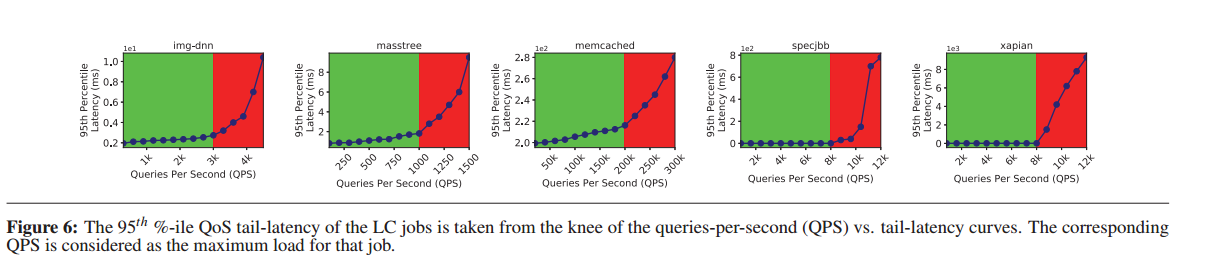 img-dnn
1e1
1.0
0.8
0.6
0.4
0.2
95th Percentile
Latency (ms)
1k 2k 3k 4k
Queries Per Second (QPS)
masstree
8
6
4
2
95th Percentile
Latency (ms)
250 500 750 1000 1250 1500
Queries Per Second (QPS)
memcached
1e2
2.8
2.6
2.4
2.2
2.0
95th Percentile
Latency (ms)
50k 100k 150k 200k 250k 300k
Queries Per Second (QPS)
specjbb
1e2
8
6
4
2
0
95th Percentile
Latency (ms)
2k 4k 6k 8k 10k 12k
Queries Per Second (QPS)
xapian
1e3
8
6
4
2
0
95th Percentile
Latency (ms)
2k 4k 6k 8k 10k 12k
Queries Per Second (QPS)
Figure 6: The 95th %-ile QoS tail-latency of the LC jobs is taken from the knee of the queries-per-second (QPS) vs. tail-latency curves. The corresponding
QPS is considered as the maximum load for that job.